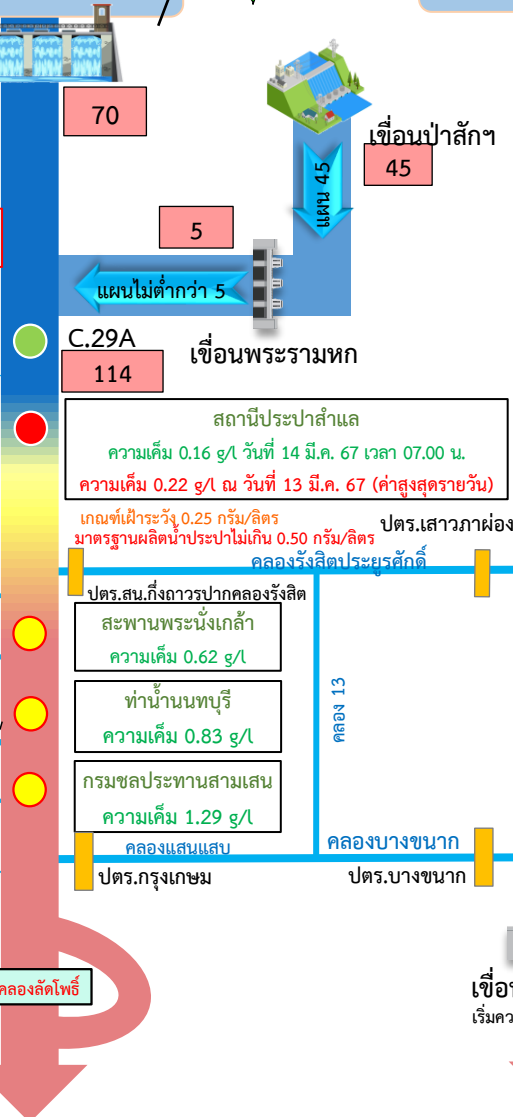 70
เขื่อนป่าสักฯ
45
แผน 45
5
แผนไม่ต่ำกว่า 5
C.29A
เขื่อนพระรามหก
114
สถานีประปาสำแล
ความเค็ม 0.16 g/l วันที่ 14 มี.ค. 67 เวลา 07.00 น.
ความเค็ม 0.22 g/l ณ วันที่ 13 มี.ค. 67 (ค่าสูงสุดรายวัน)
เกณฑ์เฝ้าระวัง 0.25 กรัม/ลิตร
มาตรฐานผลิตน้ำประปาไม่เกิน 0.50 กรัม/ลิตร
ปตร.เสาวภาผ่อง
คลองรังสิตประยูรศักดิ์
ปตร.สน.กึ่งถาวรปากคลองรังสิต
สะพานพระนั่งเกล้า
ความเค็ม 0.62 g/l
ท่าน้ำนนทบุรี
ความเค็ม 0.83 g/l
คลอง 13
กรมชลประทานสามเสน
ความเค็ม 1.29 g/l
คลองแสนแสบ
คลองบางขนาก
ปตร.กรุงเกษม
ปตร.บางขนาก
คลองลัดโพธิ์